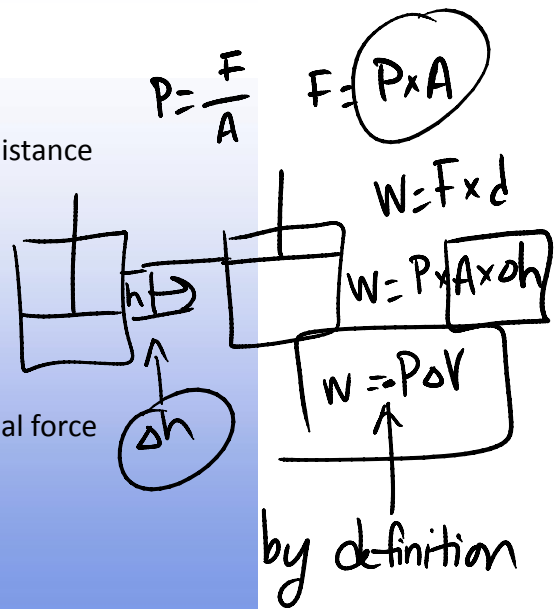 P = F/A
F = P×A
istance
W = F × d
h
W = P × A × Δh
W = -PΔV
al force
Δh
by definition